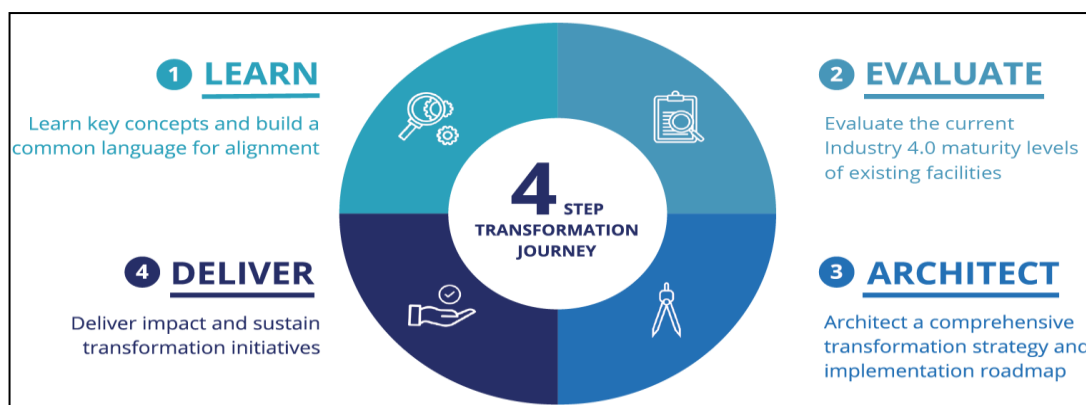 1 LEARN
Learn key concepts and build a
common language for alignment
2 EVALUATE
Evaluate the current
Industry 4.0 maturity levels
of existing facilities
4 STEP
TRANSFORMATION
JOURNEY
4 DELIVER
Deliver impact and sustain
transformation initiatives
3 ARCHITECT
Architect a comprehensive
transformation strategy and
implementation roadmap